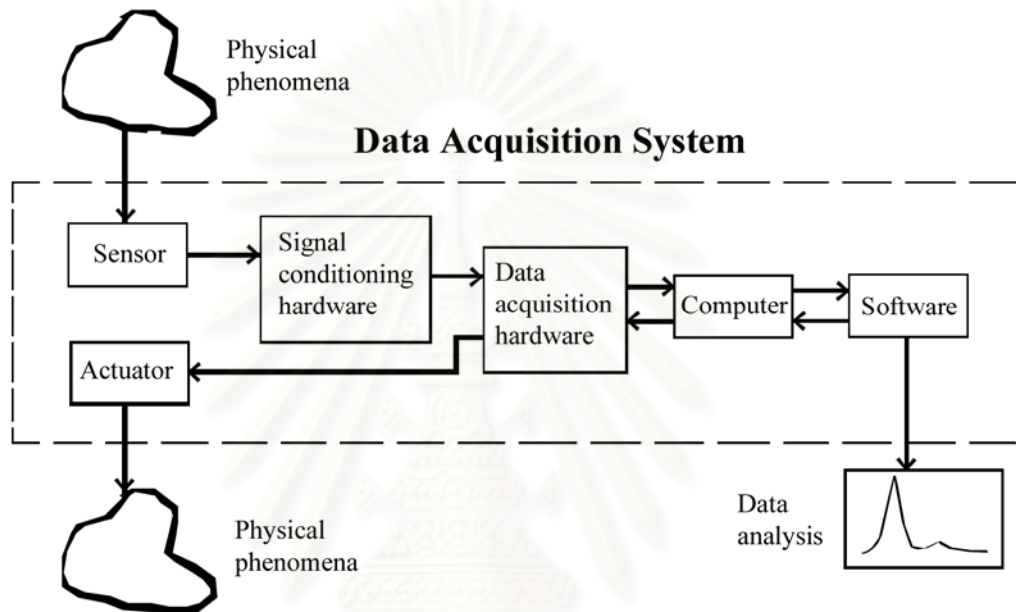 Physical
phenomena
Data Acquisition System
Sensor
Signal
conditioning
hardware
Data
acquisition
hardware
Computer
Software
Actuator
Physical
phenomena
Data
analysis